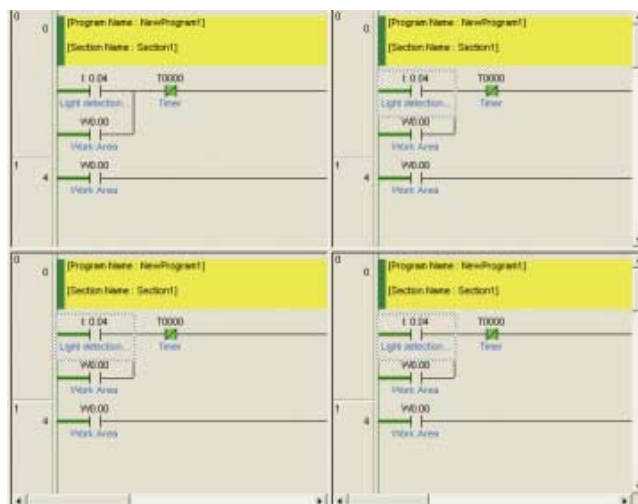 0
0
[Program Name : NewProgram1]
[Section Name : Section1]
I: 0.04
T0000
Light detection...
Timer
W0.00
Work Area
1
4
W0.00
Work Area
0
0
[Program Name : NewProgram1]
[Section Name : Section1]
I: 0.04
T0000
Light detection...
Timer
W0.00
Work Area
1
4
W0.00
Work Area
0
0
[Program Name : NewProgram1]
[Section Name : Section1]
I: 0.04
T0000
Light detection...
Timer
W0.00
Work Area
1
4
W0.00
Work Area
0
0
[Program Name : NewProgram1]
[Section Name : Section1]
I: 0.04
T0000
Light detection...
Timer
W0.00
Work Area
1
4
W0.00
Work Area